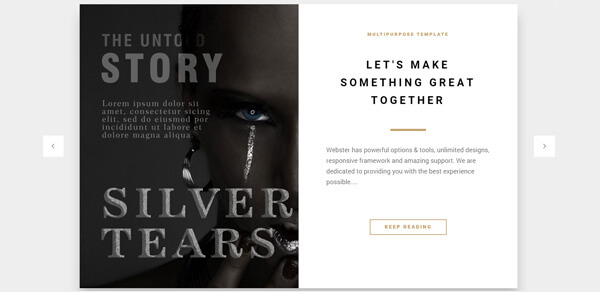 THE UNTOLD
STORY
Lorem ipsum dolor sit
amet, consectetur sicing
elit, sed do eiusmod por
incididunt ut labore et
dolore magna aliqua
SILVER
TEARS
MULTIPURPOSE TEMPLATE
LET'S MAKE
SOMETHING GREAT
TOGETHER
Webster has powerful options & tools, unlimited designs,
responsive framework and amazing support. We are
dedicated to providing you with the best experience
possible....
KEEP READING